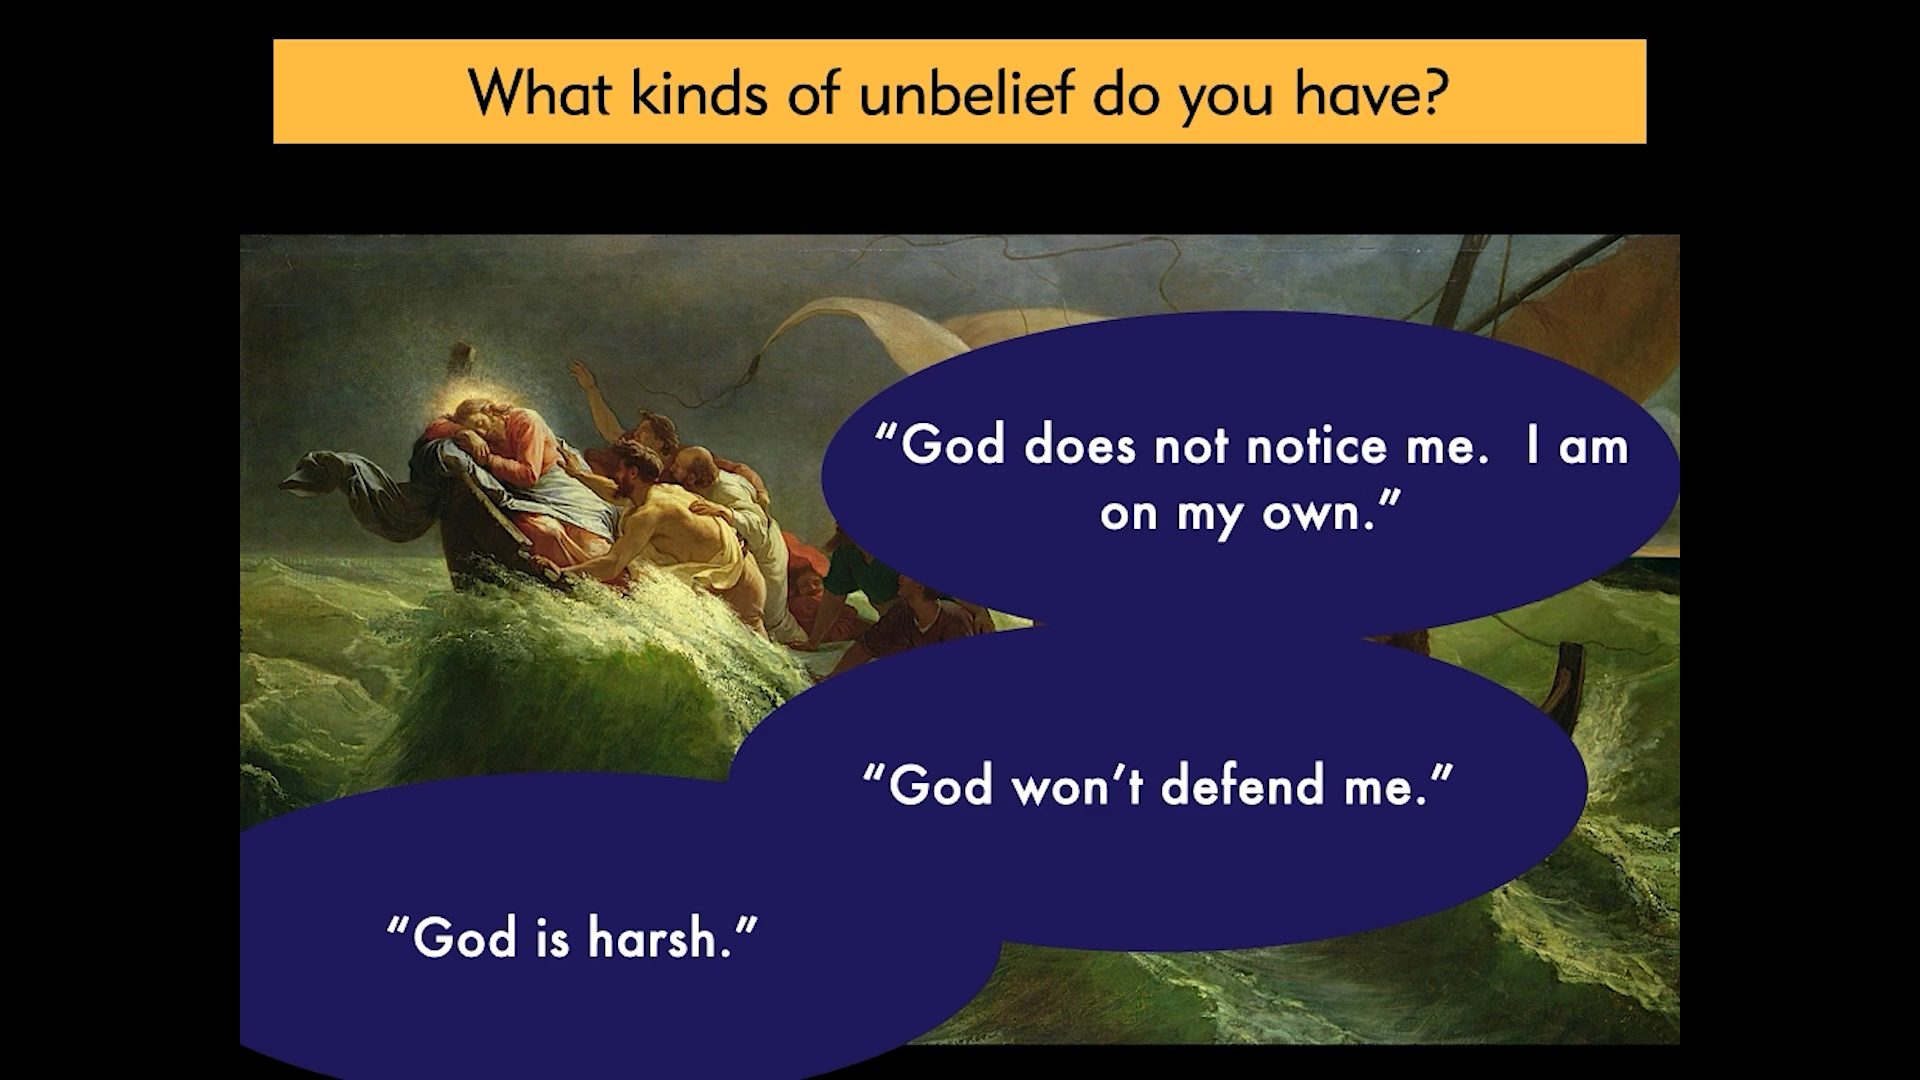 What kinds of unbelief do you have?
“God does not notice me.  I am
on my own.”
“God won’t defend me.”
“God is harsh.”